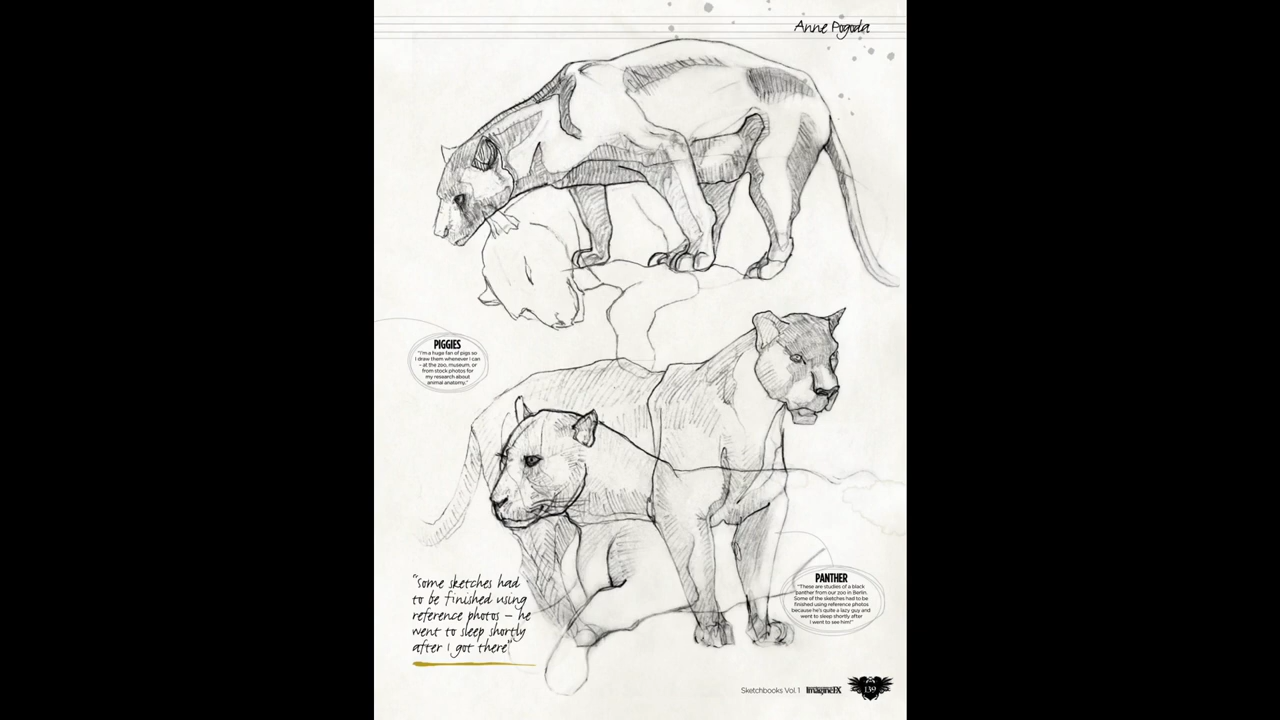 Anne Pogoda
PIGGIES
"I'm a huge fan of pigs so
I draw them whenever I can
– at the zoo, museum, or
from stock photos for
my research about
animal anatomy."
PANTHER
"These are studies of a black
panther from our zoo in Berlin.
Some of the sketches had to be
finished using reference photos
because he's quite a lazy guy and
went to sleep shortly after
I went to see him!"
"Some sketches had
to be finished using
reference photos – he
went to sleep shortly
after I got there"
Sketchbooks Vol. 1 ImagineFX 139